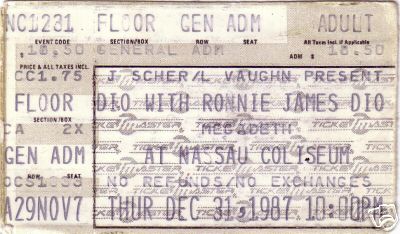 NC1231 FLOOR GEN ADM ADULT
EVENT CODE SECTION/BOX All Taxes Incl. If Applicable
18.50 GENERAL ADM 18.50
PRICE & ALL TAXES INCL. SECTION/BOX ADMISSION
CC1.75 J SCHER/L VAUGHN PRESENT
FLOOR DIO WITH RONNIE JAMES DIO
CA 2X MEGADETH
GEN ADM AT NASSAU COLISEUM
NO REFUNDS/NO EXCHANGES
A29NOV7 THUR DEC 31,1987 10:00PM